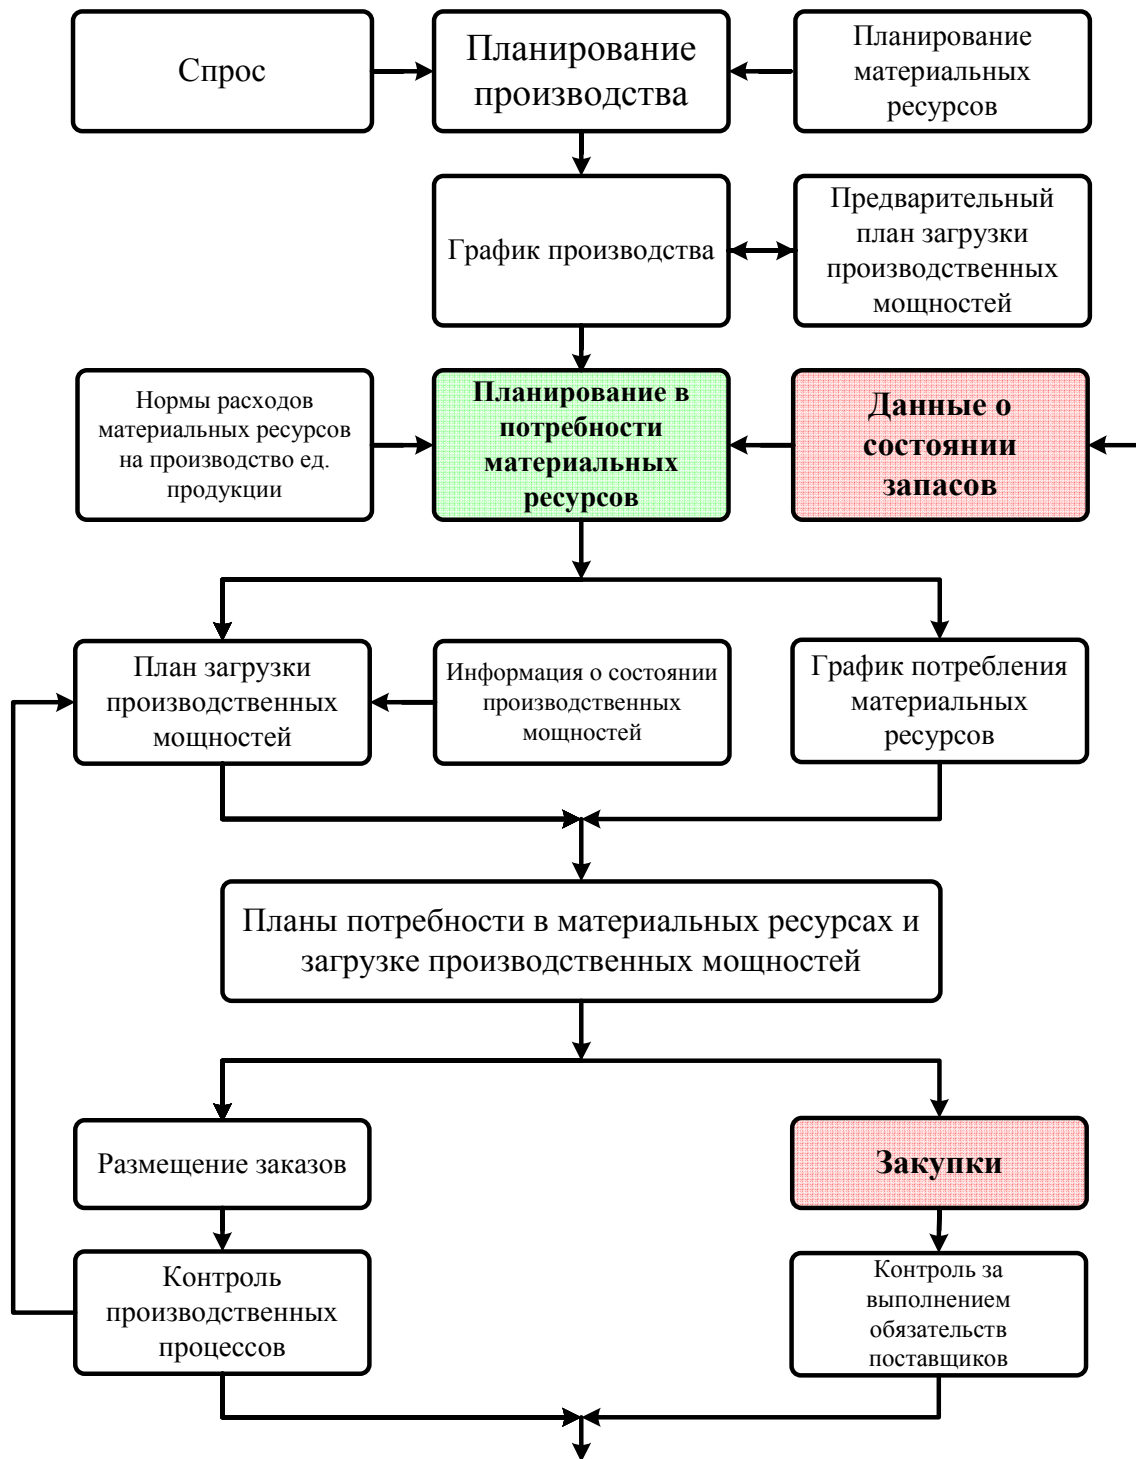 Спрос
Планирование
производства
Планирование
материальных
ресурсов
График производства
Предварительный
план загрузки
производственных
мощностей
Нормы расходов
материальных ресурсов
на производство ед.
продукции
Планирование в
потребности
материальных
ресурсов
Данные о
состоянии
запасов
План загрузки
производственных
мощностей
Информация о состоянии
производственных
мощностей
График потребления
материальных
ресурсов
Планы потребности в материальных ресурсах и
загрузке производственных мощностей
Размещение заказов
Закупки
Контроль
производственных
процессов
Контроль за
выполнением
обязательств
поставщиков